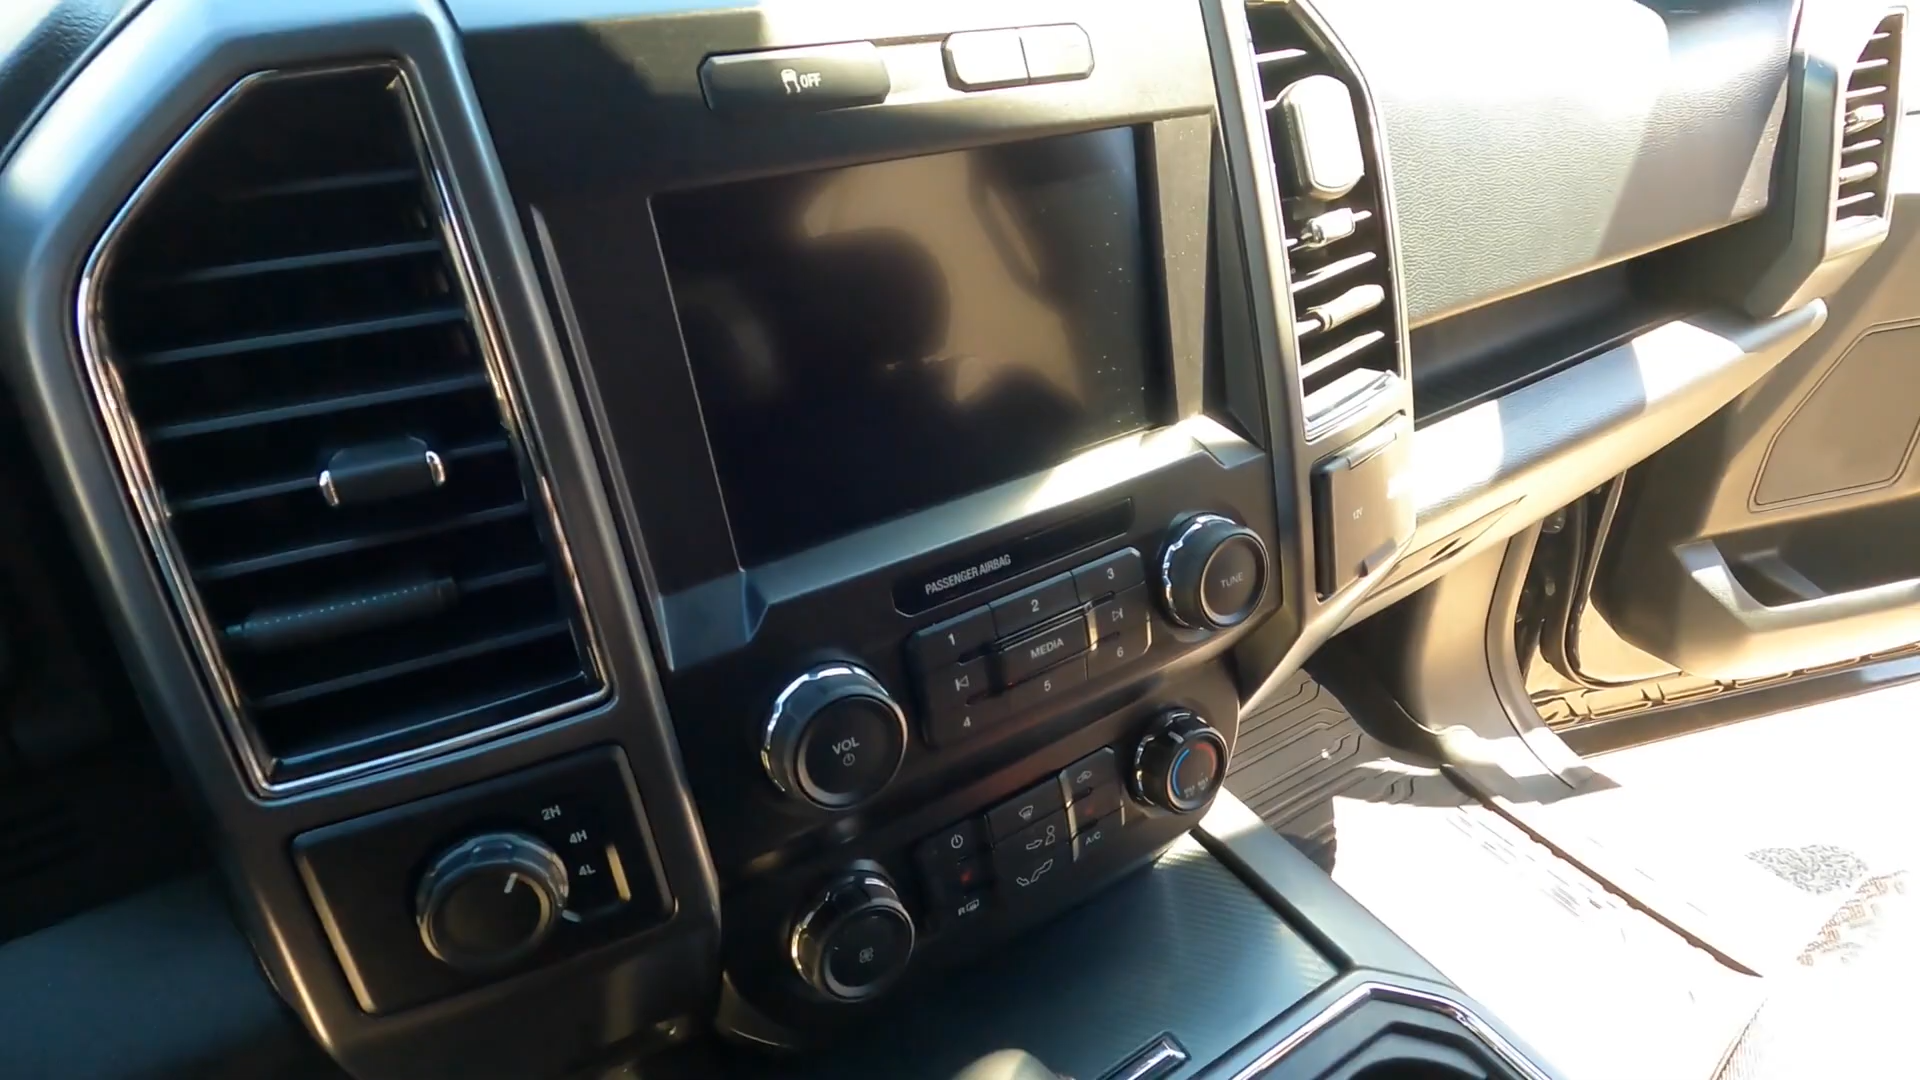 OFF
12V
PASSENGER AIRBAG
TUNE
1
2
3
MEDIA
4
5
6
VOL
2H
4H
4L
A/C
R